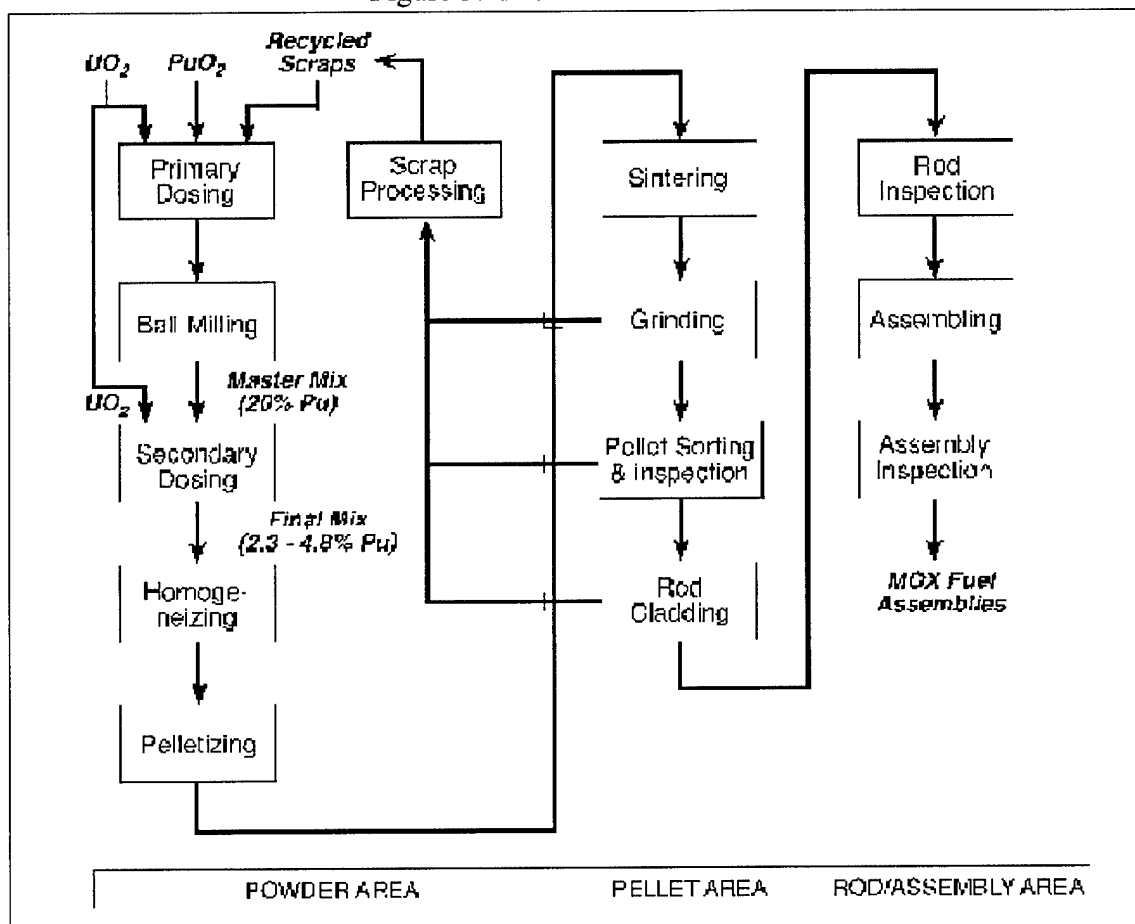 UO₂
PuO₂
Recycled
Scraps
Primary
Dosing
Scrap
Processing
Sintering
Rod
Inspection
Ball Milling
Grinding
Assembling
UO₂
Master Mix
(20% Pu)
Secondary
Dosing
Pellet Sorting
& Inspection
Assembly
Inspection
Final Mix
(2.3 - 4.8% Pu)
Homoge-
neizing
Rod
Cladding
MOX Fuel
Assemblies
Pelletizing
POWDER AREA
PELLET AREA
ROD/ASSEMBLY AREA